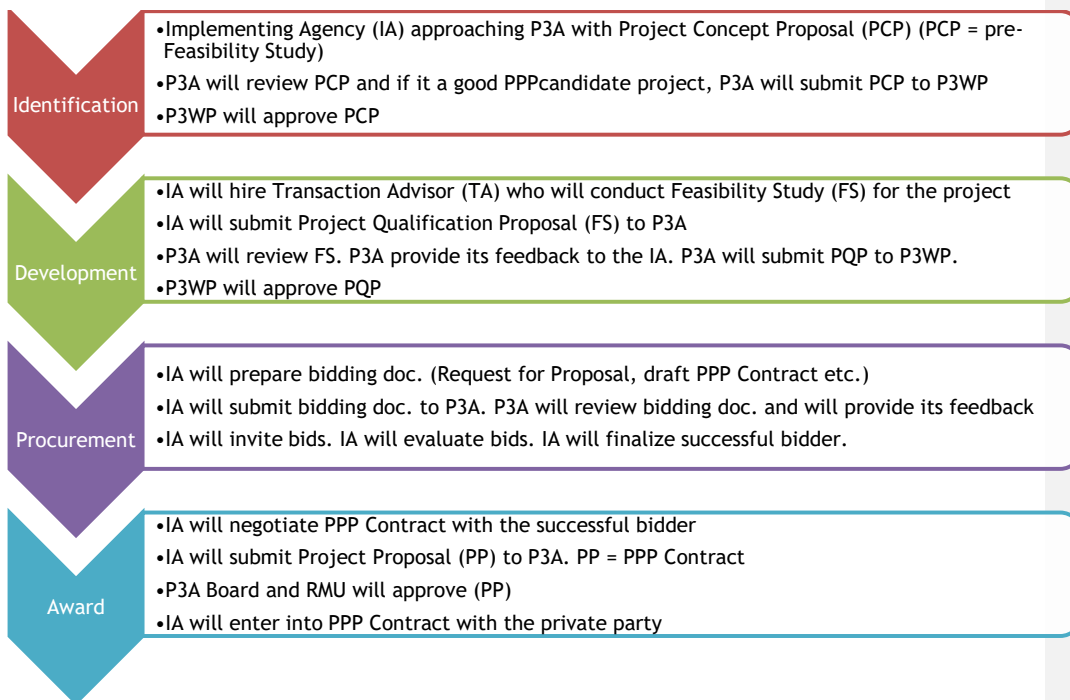 Identification
•Implementing Agency (IA) approaching P3A with Project Concept Proposal (PCP) (PCP = pre-
Feasibility Study)
•P3A will review PCP and if it a good PPPcandidate project, P3A will submit PCP to P3WP
•P3WP will approve PCP
Development
•IA will hire Transaction Advisor (TA) who will conduct Feasibility Study (FS) for the project
•IA will submit Project Qualification Proposal (FS) to P3A
•P3A will review FS. P3A provide its feedback to the IA. P3A will submit PQP to P3WP.
•P3WP will approve PQP
Procurement
•IA will prepare bidding doc. (Request for Proposal, draft PPP Contract etc.)
•IA will submit bidding doc. to P3A. P3A will review bidding doc. and will provide its feedback
•IA will invite bids. IA will evaluate bids. IA will finalize successful bidder.
Award
•IA will negotiate PPP Contract with the successful bidder
•IA will submit Project Proposal (PP) to P3A. PP = PPP Contract
•P3A Board and RMU will approve (PP)
•IA will enter into PPP Contract with the private party